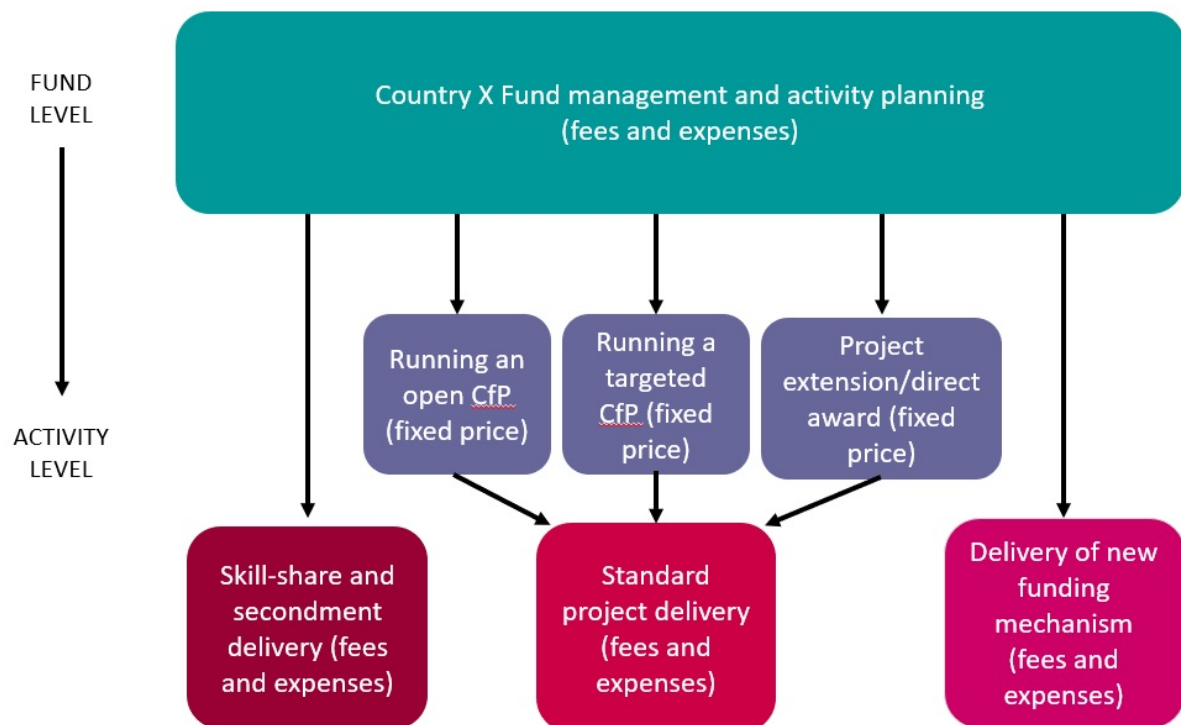 FUND
LEVEL
Country X Fund management and activity planning
(fees and expenses)
Running an
open CfP
(fixed price)
Running a
targeted
CfP (fixed
price)
Project
extension/direct
award (fixed
price)
ACTIVITY
LEVEL
Skill-share and
secondment
delivery (fees
and expenses)
Standard
project delivery
(fees and
expenses)
Delivery of new
funding
mechanism
(fees and
expenses)